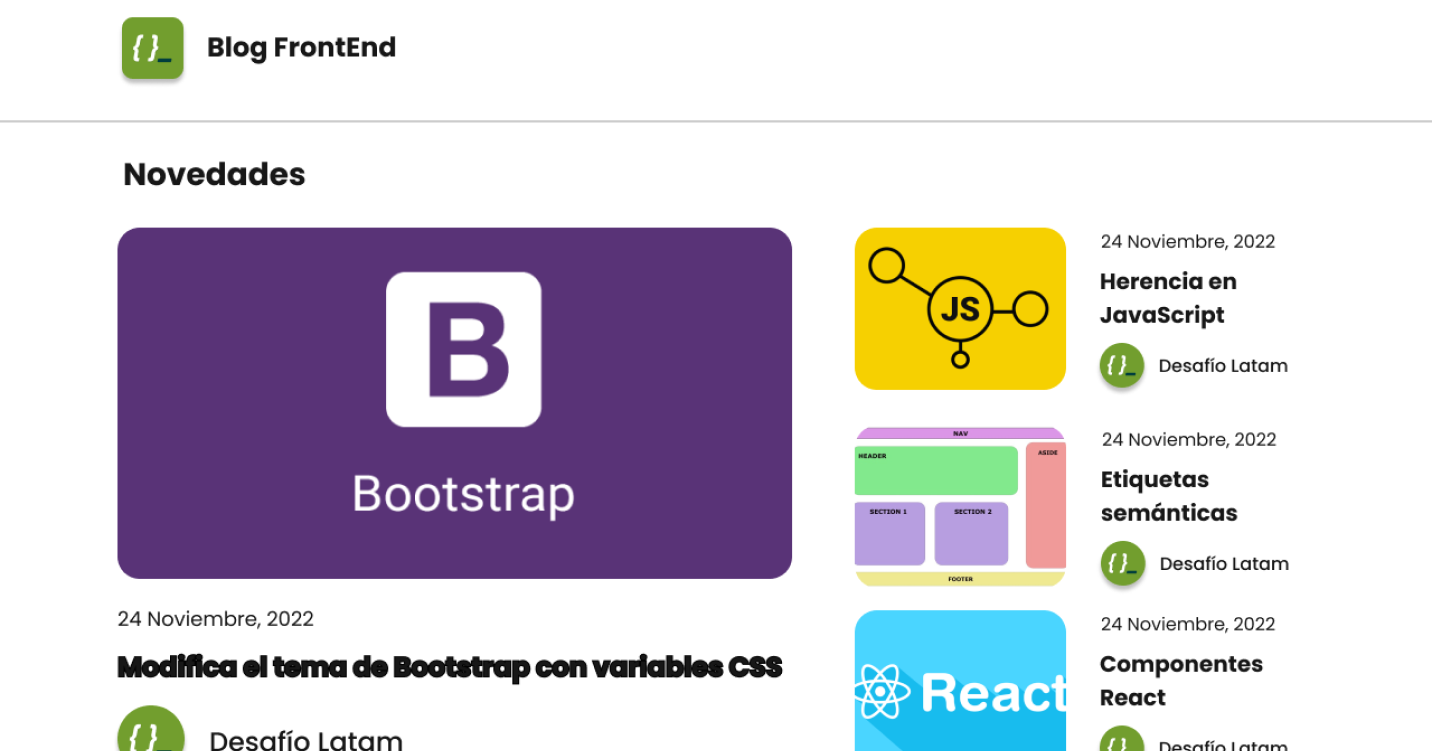 { }_
Blog FrontEnd
Novedades
B
Bootstrap
24 Noviembre, 2022
Modifica el tema de Bootstrap con variables CSS
{ }_
Desafío Latam
JS
24 Noviembre, 2022
Herencia en
JavaScript
{ }_
Desafío Latam
NAV
HEADER
ASIDE
SECTION 1
SECTION 2
FOOTER
24 Noviembre, 2022
Etiquetas
semánticas
{ }_
Desafío Latam
React
24 Noviembre, 2022
Componentes
React
{ }_
Desafío Latam